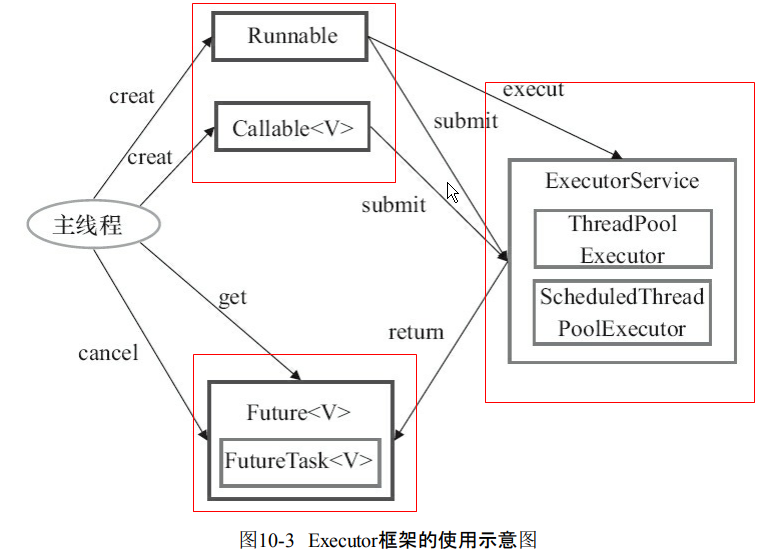 Runnable
creat
execut
submit
Callable<V>
creat
ExecutorService
submit
主线程
ThreadPool
Executor
ScheduledThread
PoolExecutor
get
return
cancel
Future<V>
FutureTask<V>
图10-3 Executor框架的使用示意图